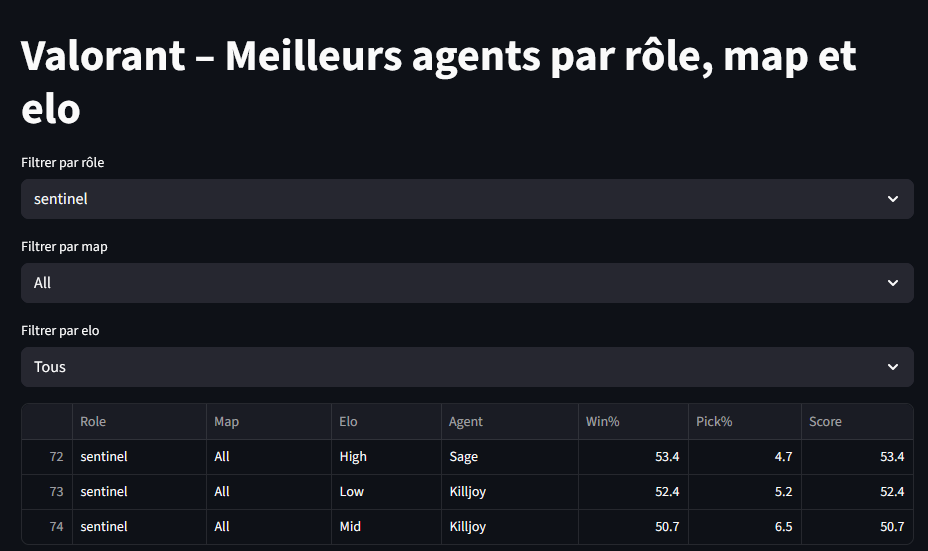 Valorant – Meilleurs agents par rôle, map et
elo
Filtrer par rôle
sentinel
Filtrer par map
All
Filtrer par elo
Tous
Role Map Elo Agent Win% Pick% Score
72 sentinel All High Sage 53.4 4.7 53.4
73 sentinel All Low Killjoy 52.4 5.2 52.4
74 sentinel All Mid Killjoy 50.7 6.5 50.7